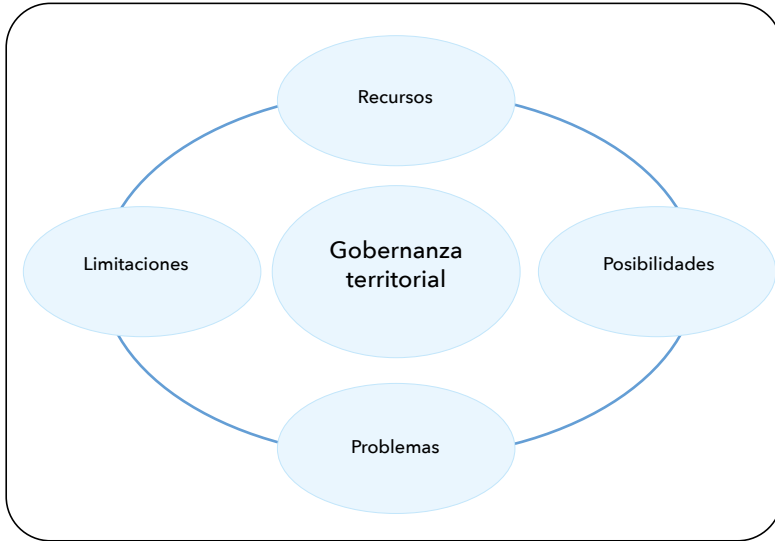 Recursos
Limitaciones
Gobernanza
territorial
Posibilidades
Problemas